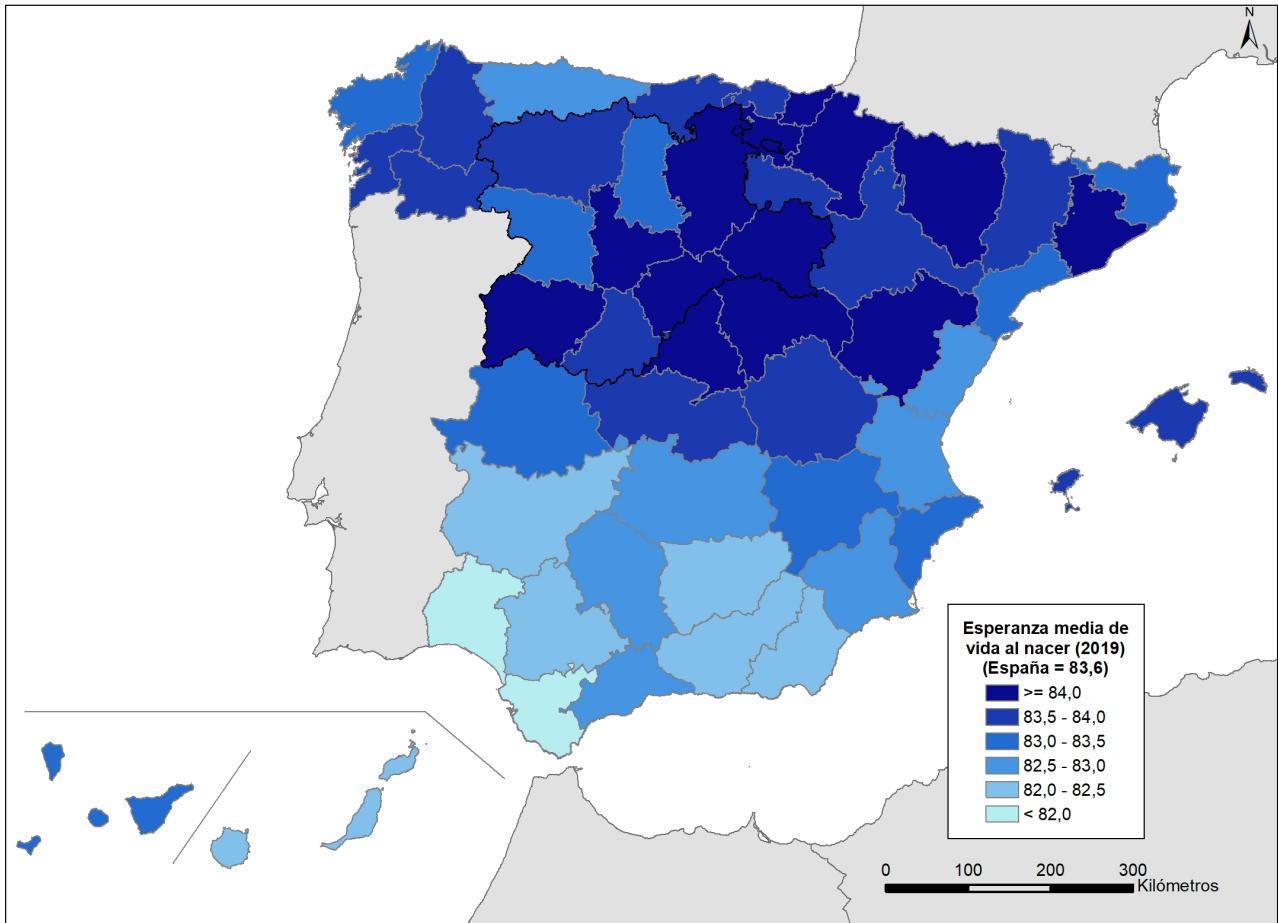 N
Esperanza media de
vida al nacer (2019)
(España = 83,6)
>= 84,0
83,5 - 84,0
83,0 - 83,5
82,5 - 83,0
82,0 - 82,5
< 82,0
0 100 200 300
Kilómetros